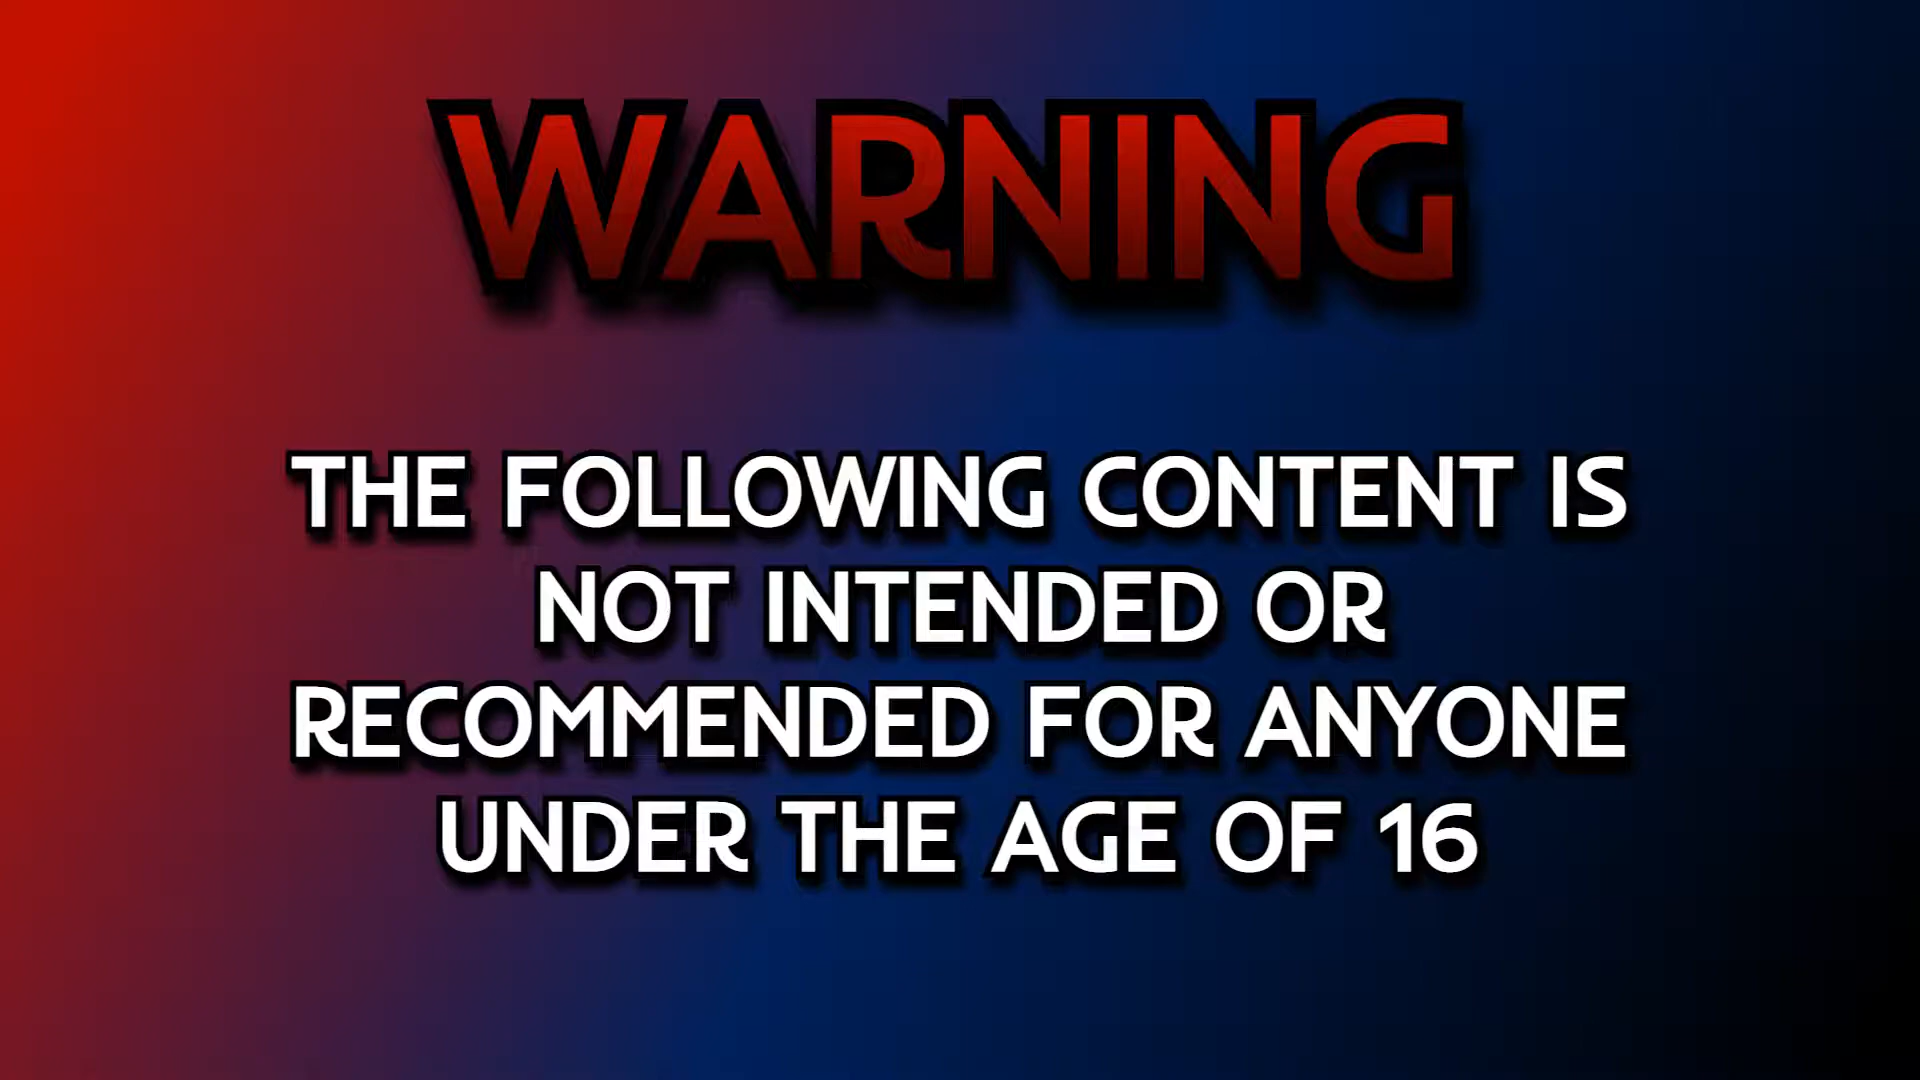 WARNING
THE FOLLOWING CONTENT IS
NOT INTENDED OR
RECOMMENDED FOR ANYONE
UNDER THE AGE OF 16